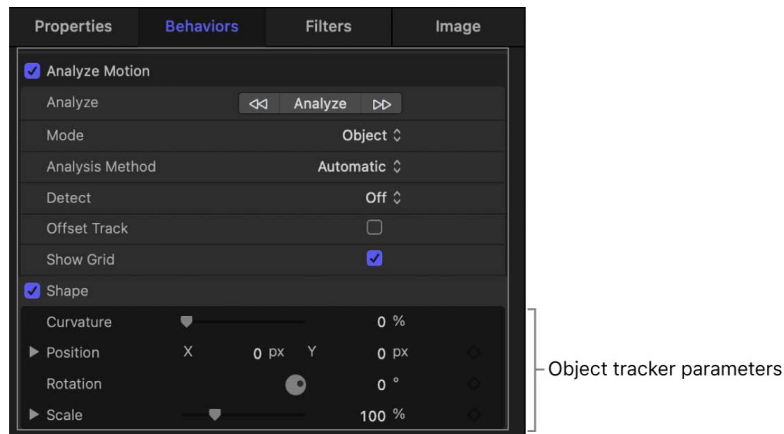 Properties Behaviors Filters Image
Analyze Motion
Analyze Analyze
Mode Object
Analysis Method Automatic
Detect Off
Offset Track
Show Grid
Shape
Curvature 0 %
Position X 0 px Y 0 px
Rotation 0 °
Scale 100 %
Object tracker parameters